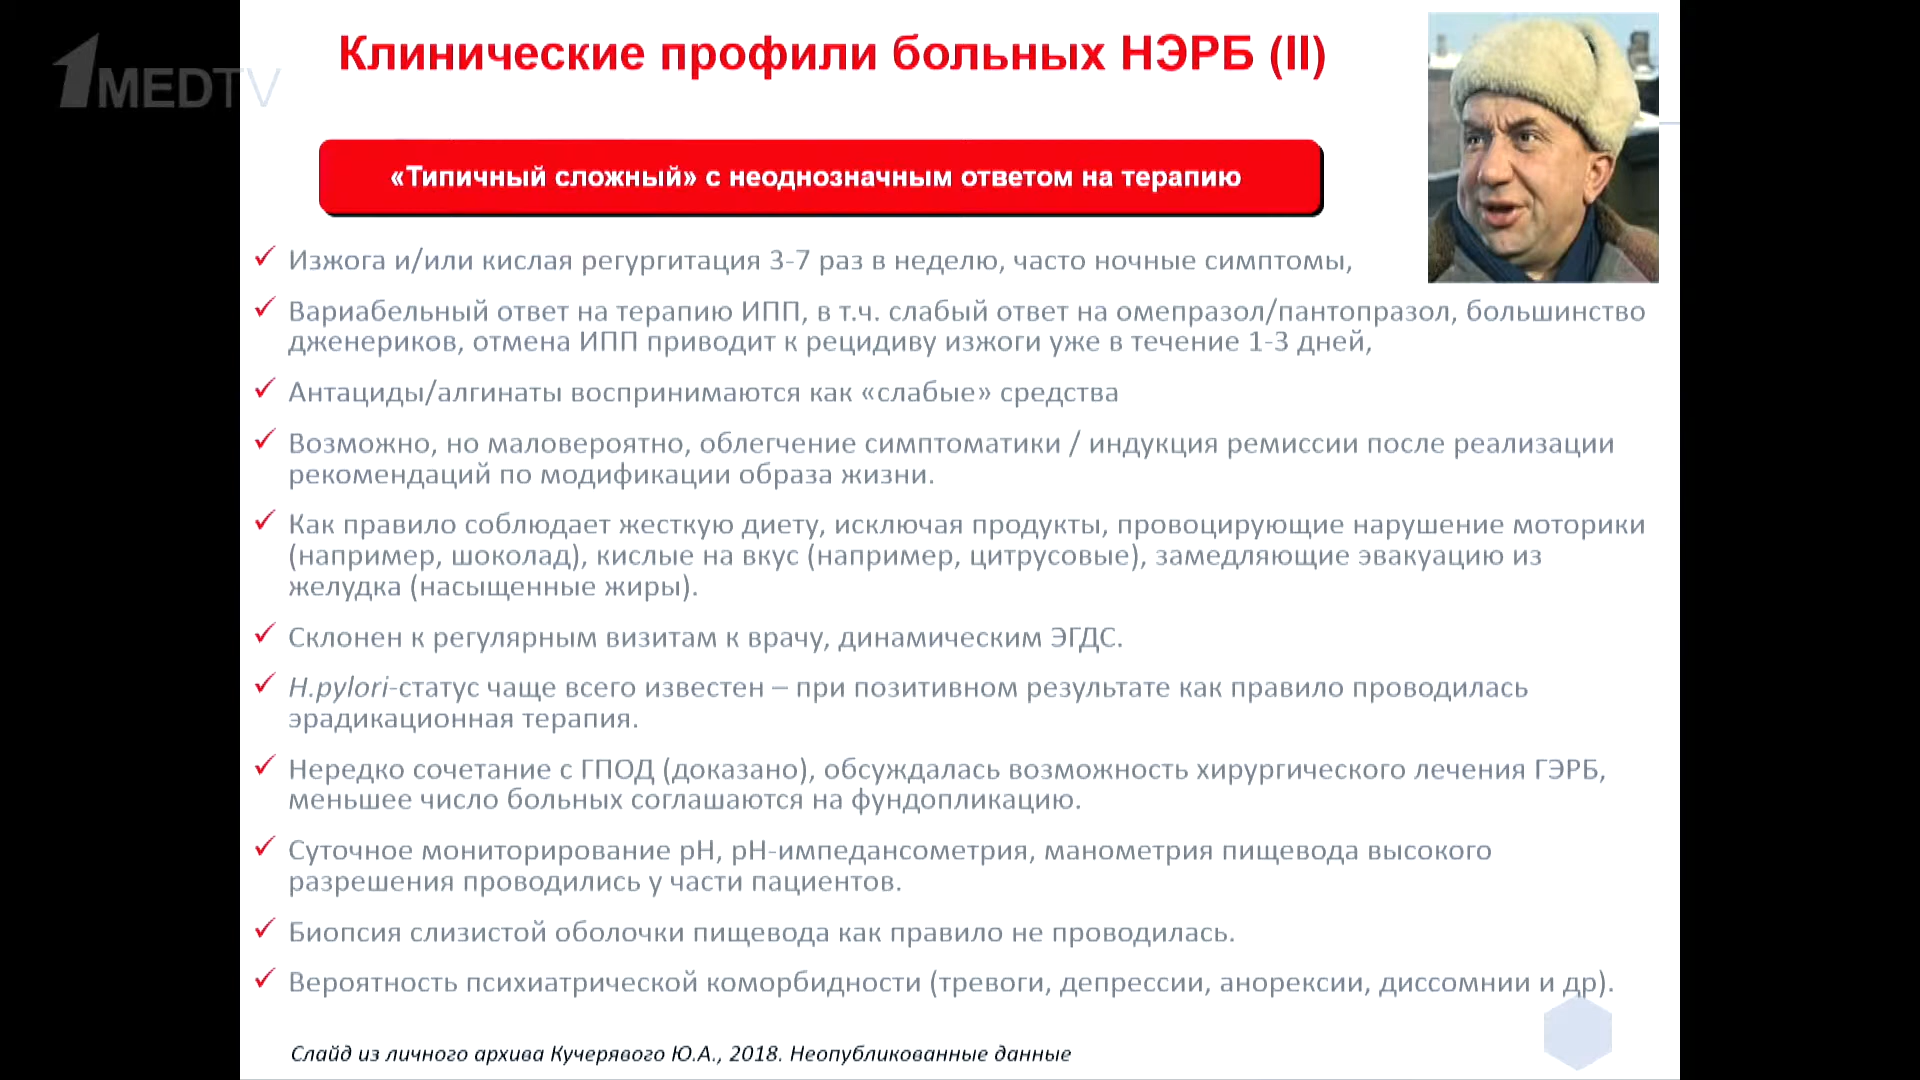 1MEDTV
Клинические профили больных НЭРБ (II)
«Типичный сложный» с неоднозначным ответом на терапию
Изжога и/или кислая регургитация 3-7 раз в неделю, часто ночные симптомы,
Вариабельный ответ на терапию ИПП, в т.ч. слабый ответ на омепразол/пантопразол, большинство
дженериков, отмена ИПП приводит к рецидиву изжоги уже в течение 1-3 дней,
Антациды/алгинаты воспринимаются как «слабые» средства
Возможно, но маловероятно, облегчение симптоматики / индукция ремиссии после реализации
рекомендаций по модификации образа жизни.
Как правило соблюдает жесткую диету, исключая продукты, провоцирующие нарушение моторики
(например, шоколад), кислые на вкус (например, цитрусовые), замедляющие эвакуацию из
желудка (насыщенные жиры).
Склонен к регулярным визитам к врачу, динамическим ЭГДС.
H.pylori-статус чаще всего известен – при позитивном результате как правило проводилась
эрадикационная терапия.
Нередко сочетание с ГПОД (доказано), обсуждалась возможность хирургического лечения ГЭРБ,
меньшее число больных соглашаются на фундопликацию.
Суточное мониторирование pH, pH-импедансометрия, манометрия пищевода высокого
разрешения проводились у части пациентов.
Биопсия слизистой оболочки пищевода как правило не проводилась.
Вероятность психиатрической коморбидности (тревоги, депрессии, анорексии, диссомнии и др).
Слайд из личного архива Кучерявого Ю.А., 2018. Неопубликованные данные